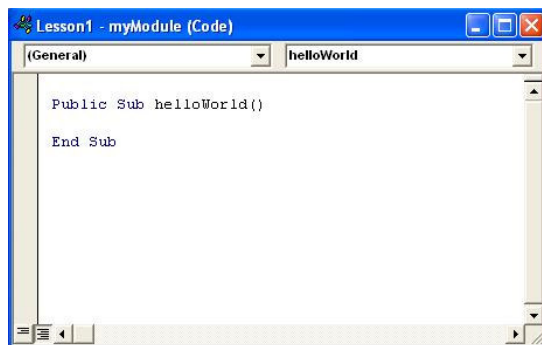 Lesson1 - myModule (Code)
(General) helloWorld
Public Sub helloWorld()
End Sub